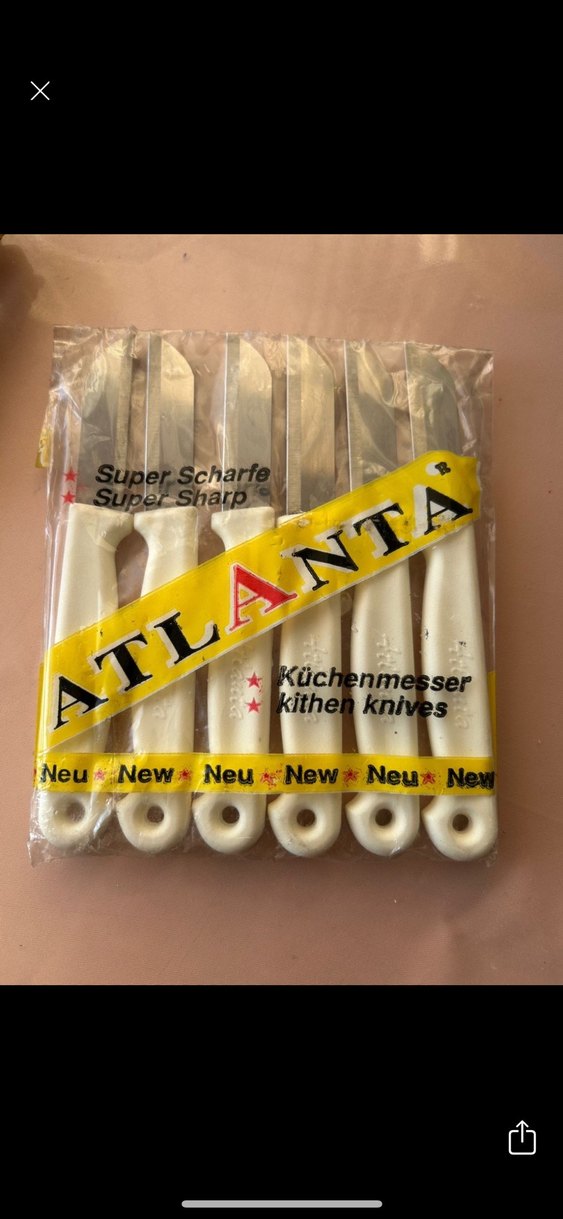 ★ Super Scharfe
★ Super Sharp
ATLANTA®
★ Küchenmesser
★ kithen knives
Neu ★ New ★ Neu ★ New ★ Neu ★ New